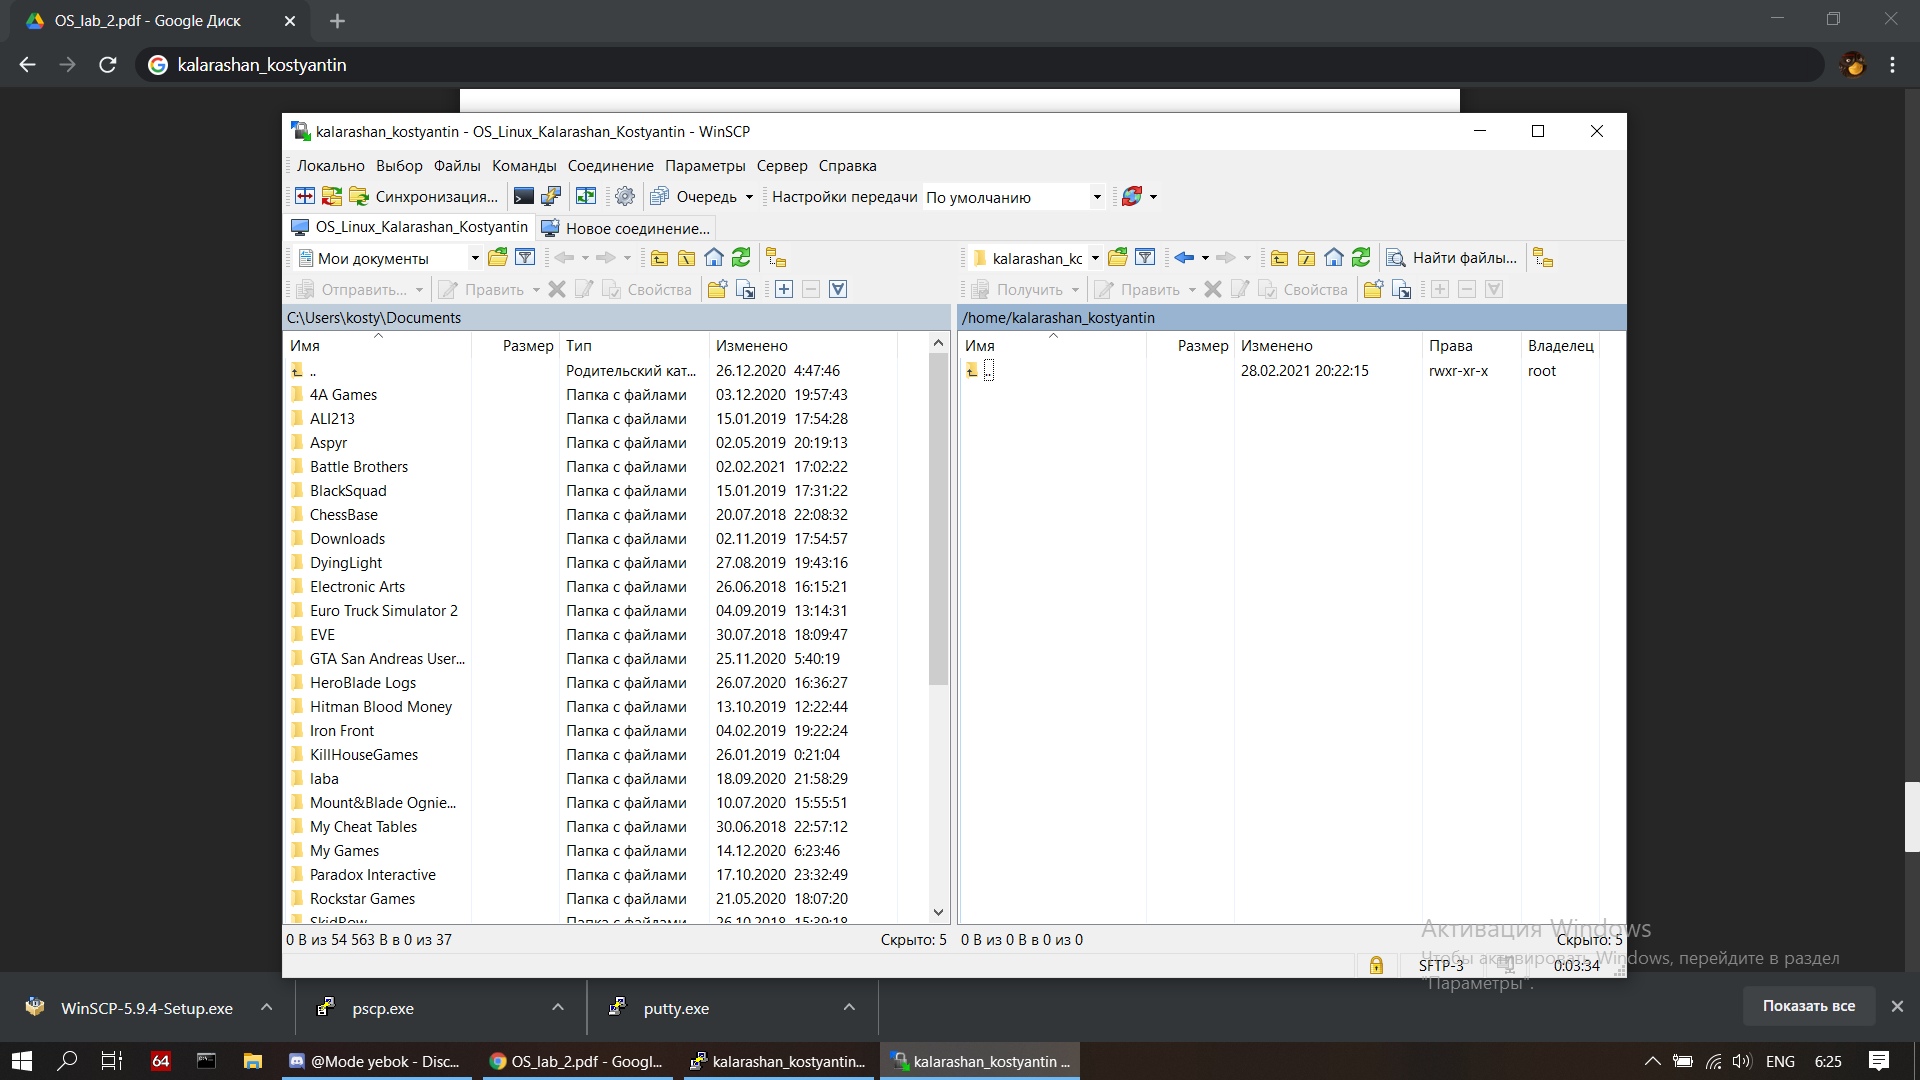 OS_lab_2.pdf - Google Диск
kalarashan_kostyantin
kalarashan_kostyantin - OS_Linux_Kalarashan_Kostyantin - WinSCP
Локально Выбор Файлы Команды Соединение Параметры Сервер Справка
Синхронизация... Очередь Настройки передачи По умолчанию
OS_Linux_Kalarashan_Kostyantin Новое соединение...
Мои документы kalarashan_kc Найти файлы...
Отправить... Править Свойства Получить Править Свойства
C:\Users\kosty\Documents /home/kalarashan_kostyantin
Имя Размер Тип Изменено Имя Размер Изменено Права Владелец
.. Родительский кат... 26.12.2020 4:47:46 .. 28.02.2021 20:22:15 rwxr-xr-x root
4A Games Папка с файлами 03.12.2020 19:57:43
ALI213 Папка с файлами 15.01.2019 17:54:28
Aspyr Папка с файлами 02.05.2019 20:19:13
Battle Brothers Папка с файлами 02.02.2021 17:02:22
BlackSquad Папка с файлами 15.01.2019 17:31:22
ChessBase Папка с файлами 20.07.2018 22:08:32
Downloads Папка с файлами 02.11.2019 17:54:57
DyingLight Папка с файлами 27.08.2019 19:43:16
Electronic Arts Папка с файлами 26.06.2018 16:15:21
Euro Truck Simulator 2 Папка с файлами 04.09.2019 13:14:31
EVE Папка с файлами 30.07.2018 18:09:47
GTA San Andreas User... Папка с файлами 25.11.2020 5:40:19
HeroBlade Logs Папка с файлами 26.07.2020 16:36:27
Hitman Blood Money Папка с файлами 13.10.2019 12:22:44
Iron Front Папка с файлами 04.02.2019 19:22:24
KillHouseGames Папка с файлами 26.01.2019 0:21:04
laba Папка с файлами 18.09.2020 21:58:29
Mount&Blade Ognie... Папка с файлами 10.07.2020 15:55:51
My Cheat Tables Папка с файлами 30.06.2018 22:57:12
My Games Папка с файлами 14.12.2020 6:23:46
Paradox Interactive Папка с файлами 17.10.2020 23:32:49
Rockstar Games Папка с файлами 21.05.2020 18:07:20
SkidRow Папка с файлами 26.10.2018 15:39:18
0 B из 54 563 B в 0 из 37 Скрыто: 5 0 B из 0 B в 0 из 0 Скрыто: 5
Активация Windows
Чтобы активировать Windows, перейдите в раздел
"Параметры".
SFTP-3 0:03:34
WinSCP-5.9.4-Setup.exe pscp.exe putty.exe Показать все
64 @Mode yebok - Disc... OS_lab_2.pdf - Googl... kalarashan_kostyantin... kalarashan_kostyantin ... ENG 6:25